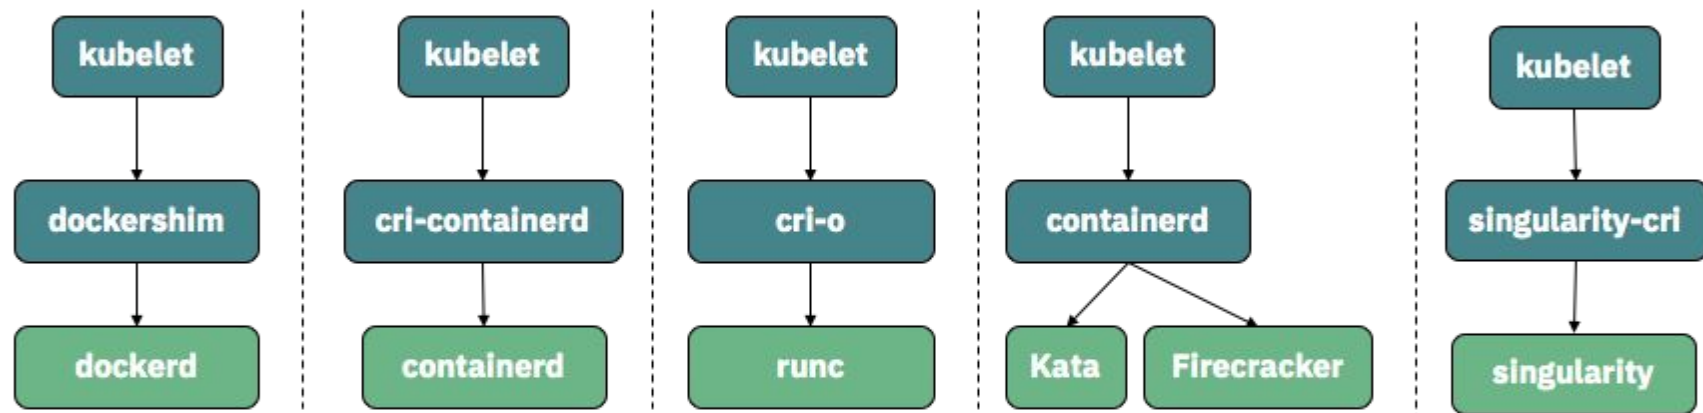 kubelet
kubelet
kubelet
kubelet
kubelet
dockershim
cri-containerd
cri-o
containerd
singularity-cri
dockerd
containerd
runc
Kata
Firecracker
singularity